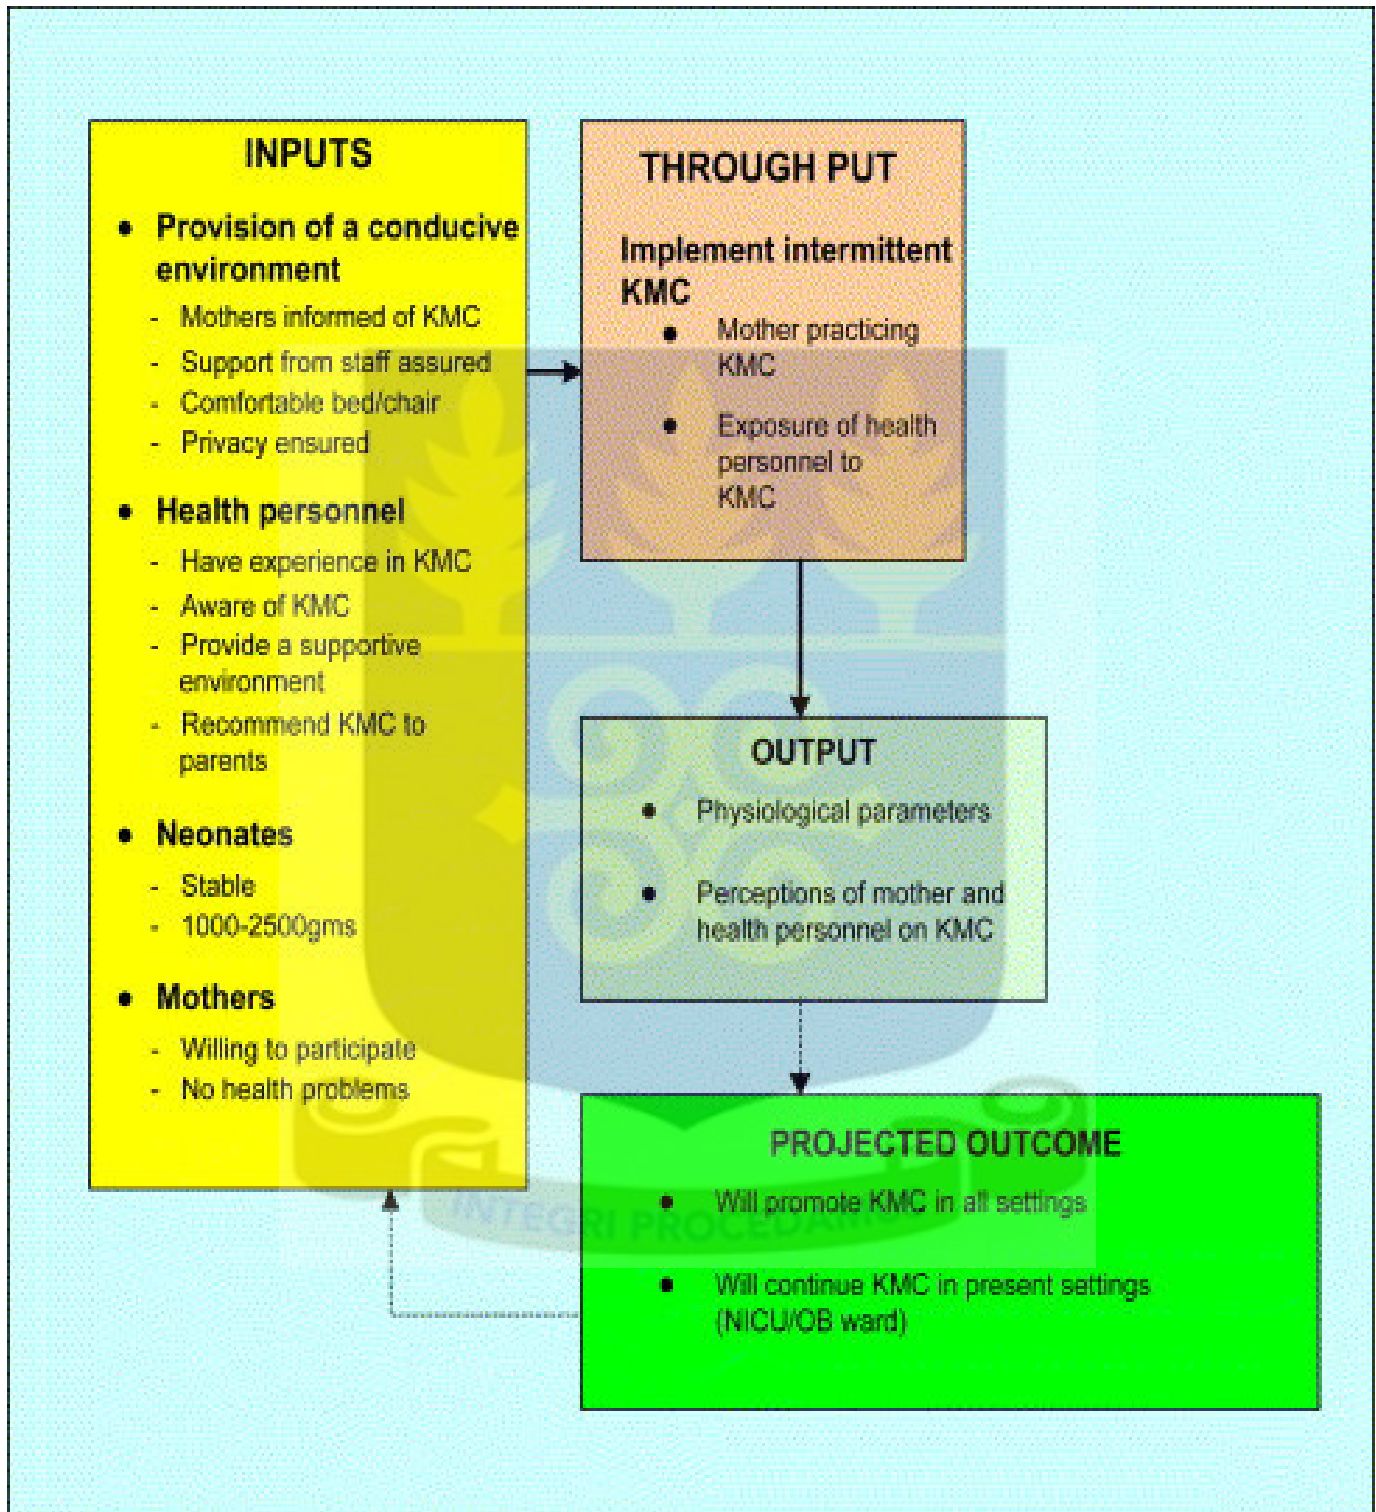 INPUTS
● Provision of a conducive
environment
- Mothers informed of KMC
- Support from staff assured
- Comfortable bed/chair
- Privacy ensured
● Health personnel
- Have experience in KMC
- Aware of KMC
- Provide a supportive
environment
- Recommend KMC to
parents
● Neonates
- Stable
- 1000-2500gms
● Mothers
- Willing to participate
- No health problems
THROUGH PUT
Implement intermittent
KMC
● Mother practicing
KMC
● Exposure of health
personnel to
KMC
OUTPUT
● Physiological parameters
● Perceptions of mother and
health personnel on KMC
PROJECTED OUTCOME
● Will promote KMC in all settings
● Will continue KMC in present settings
(NICU/OB ward)
INTEGRI PROCEDAMUS